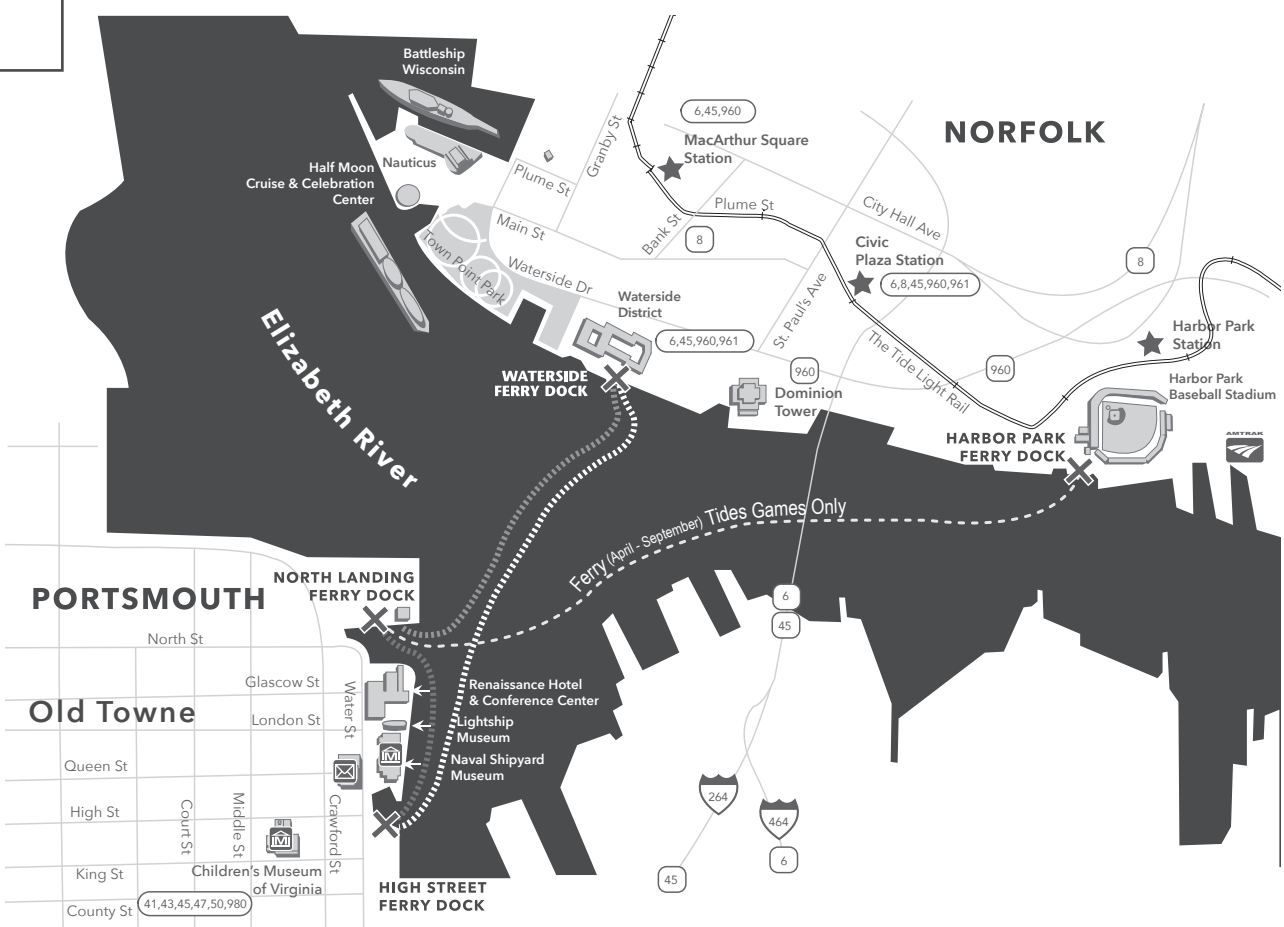 Battleship
Wisconsin
6,45,960
NORFOLK
MacArthur Square
Station
Granby St
Nauticus
Half Moon
Cruise & Celebration
Center
Plume St
Plume St
City Hall Ave
Main St
Bank St
8
Civic
Plaza Station
8
Town Point Park
Waterside Dr
6,8,45,960,961
Waterside
District
St. Paul's Ave
Elizabeth River
6,45,960,961
Harbor Park
Station
The Tide Light Rail
WATERSIDE
FERRY DOCK
960
960
Harbor Park
Baseball Stadium
Dominion
Tower
HARBOR PARK
FERRY DOCK
AMTRAK
Ferry (April - September) Tides Games Only
NORTH LANDING
FERRY DOCK
PORTSMOUTH
6
45
North St
Glascow St
Water St
Renaissance Hotel
& Conference Center
Old Towne
London St
Lightship
Museum
Queen St
Naval Shipyard
Museum
M
264
464
High St
Court St
Middle St
Crawford St
M
6
King St
Children's Museum
of Virginia
45
41,43,45,47,50,980
County St
HIGH STREET
FERRY DOCK